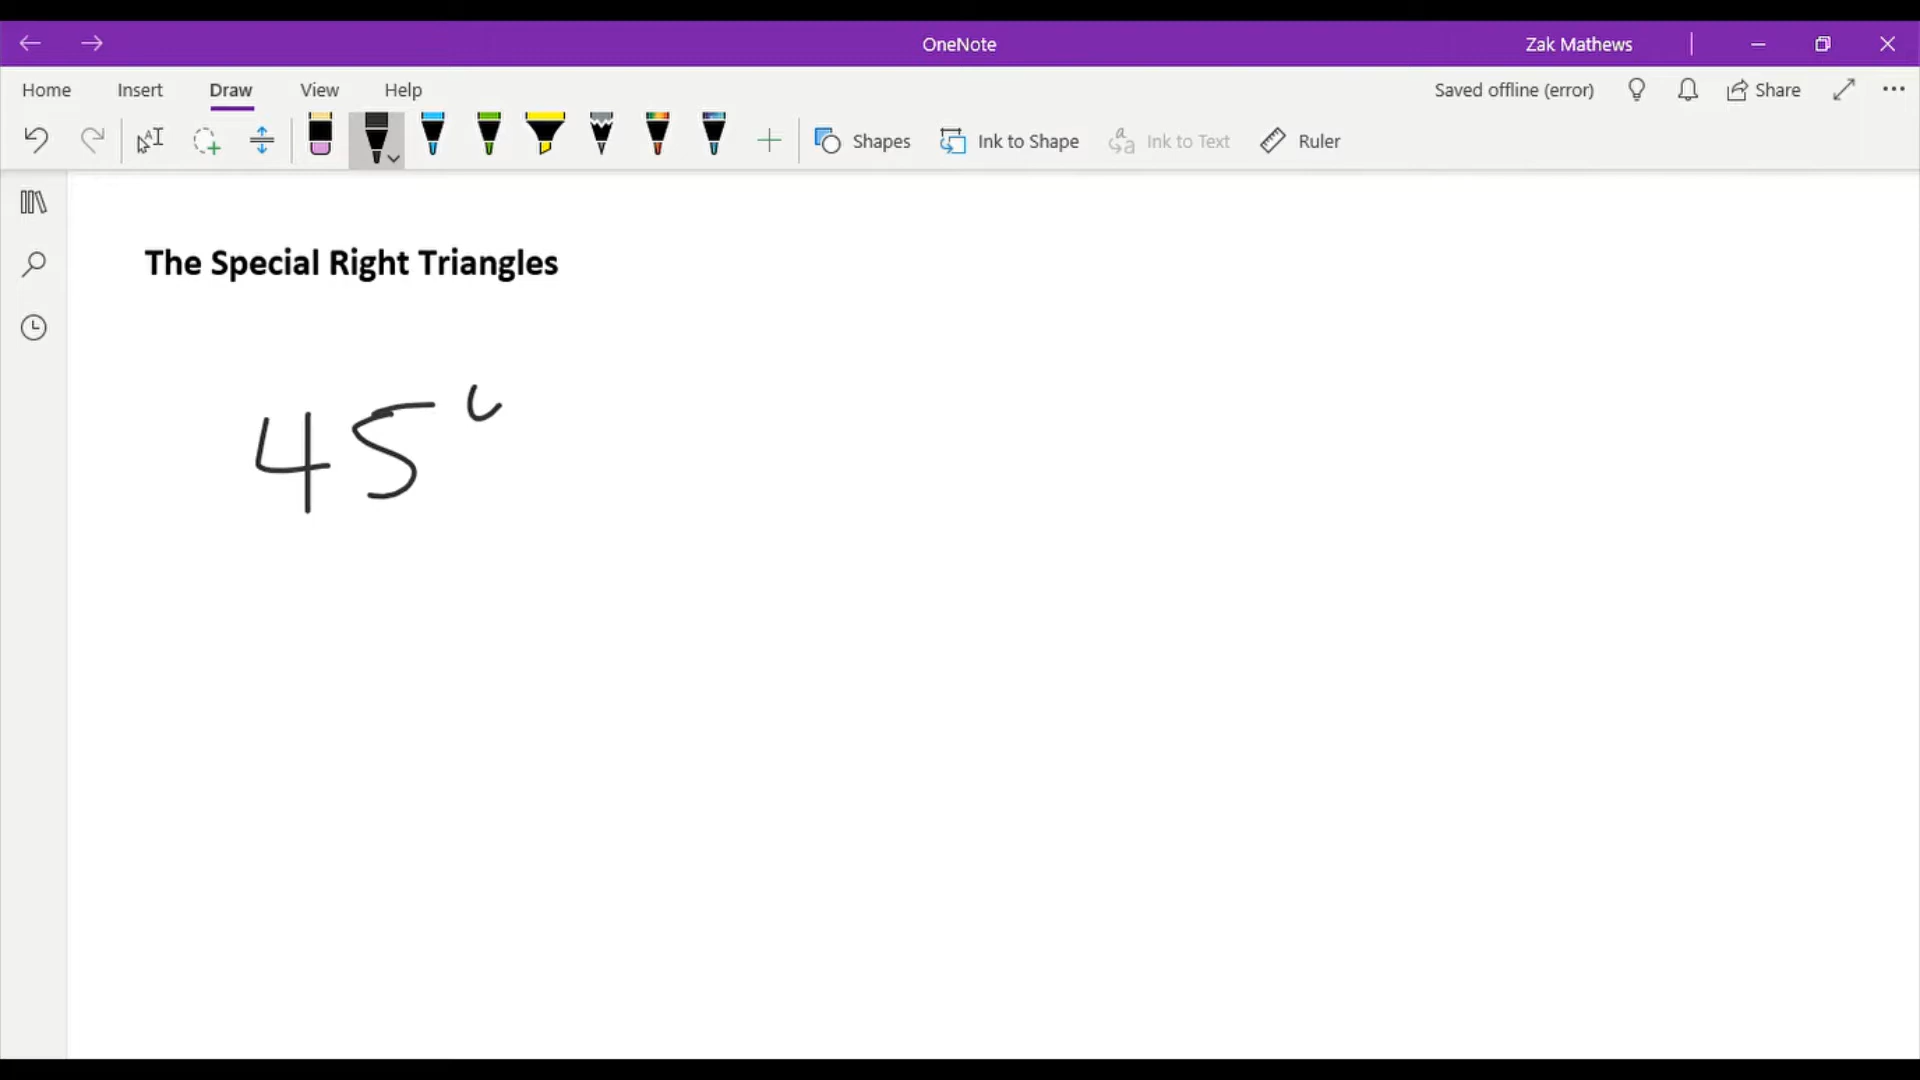 OneNote
Zak Mathews
Home Insert Draw View Help
Saved offline (error)
Share
Shapes
Ink to Shape
Ink to Text
Ruler
The Special Right Triangles
45